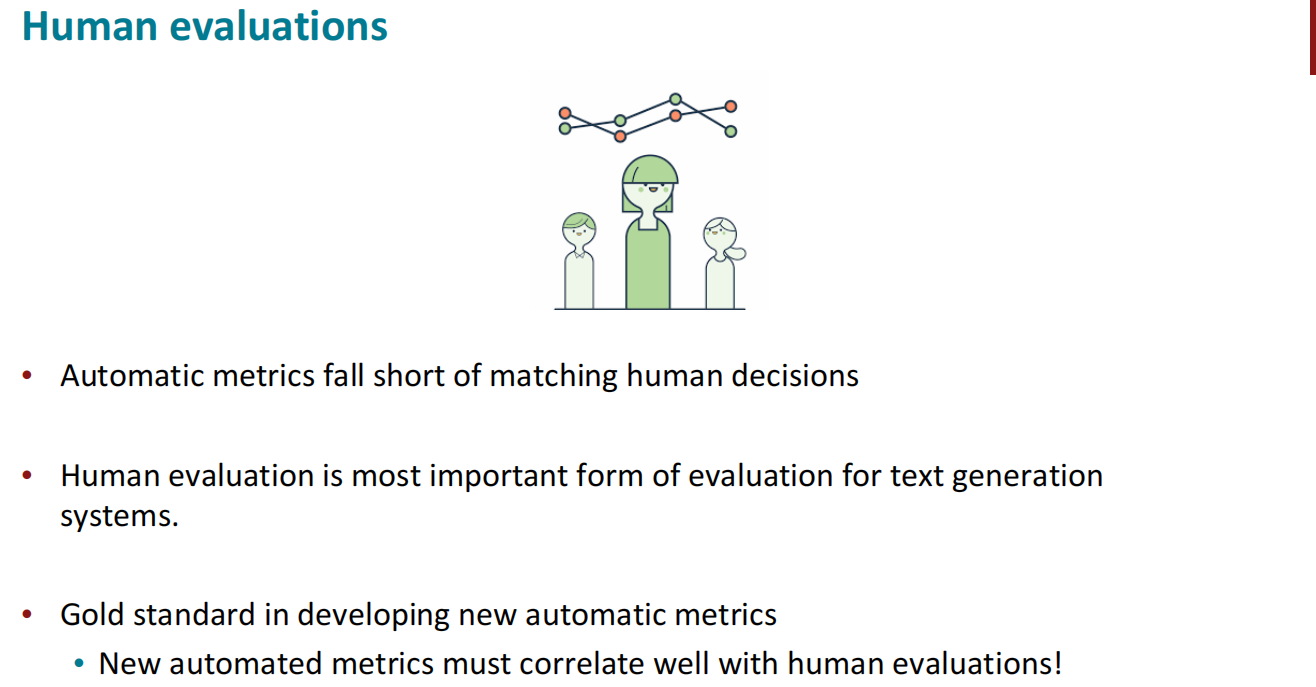 Human evaluations
• Automatic metrics fall short of matching human decisions
• Human evaluation is most important form of evaluation for text generation
systems.
• Gold standard in developing new automatic metrics
• New automated metrics must correlate well with human evaluations!